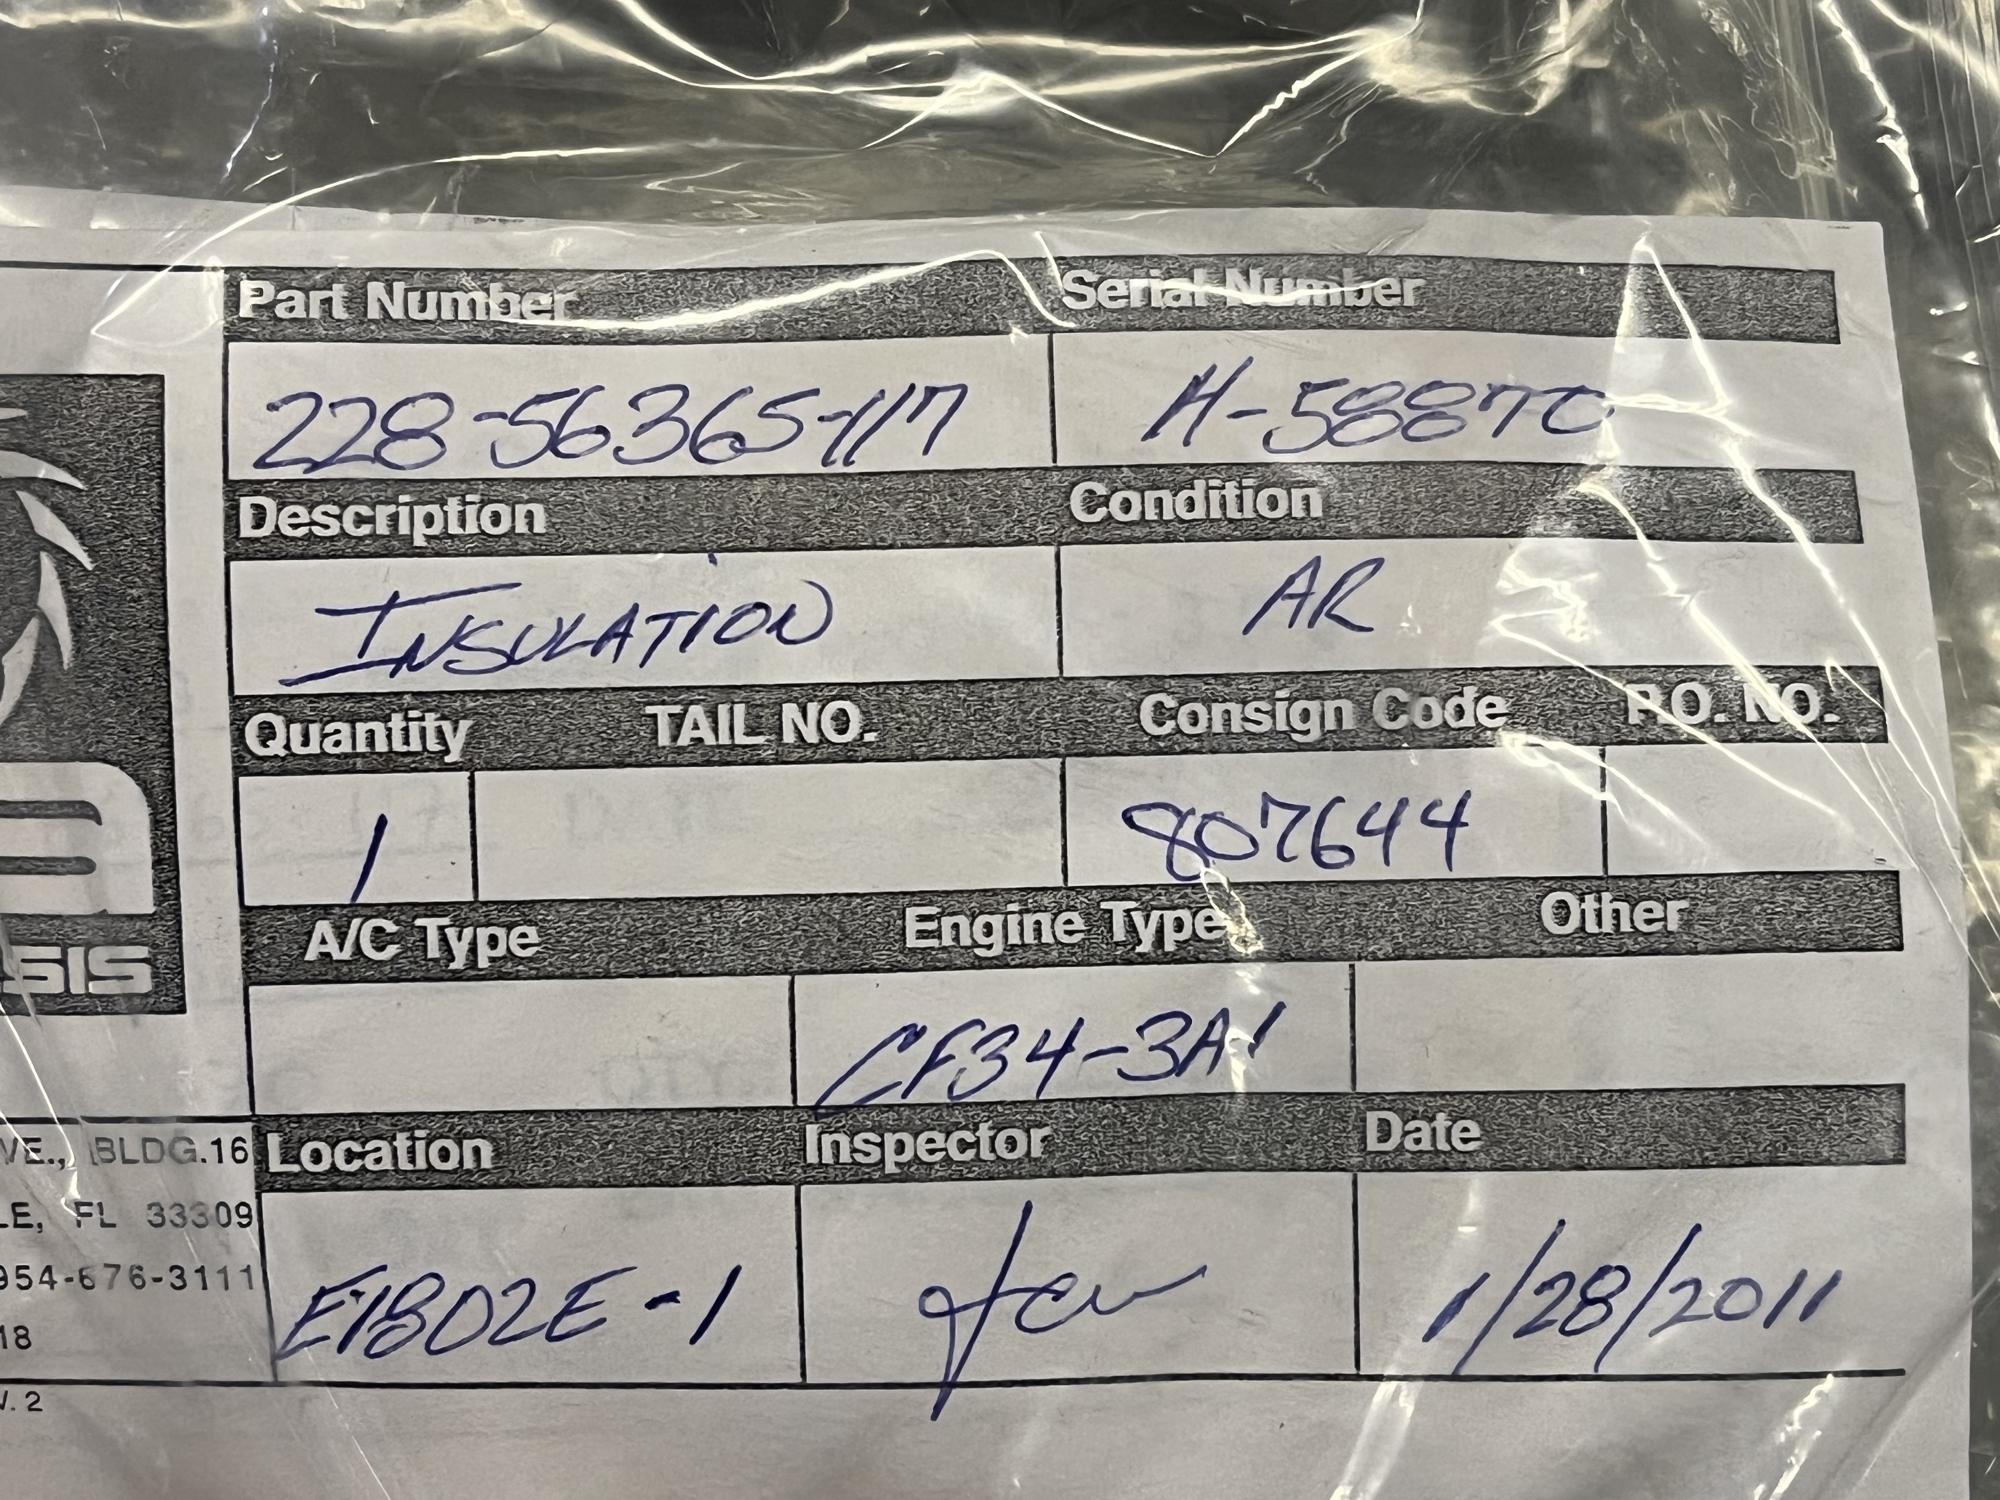 Part Number Serial Number
228-56365-117 H-58870
Description Condition
INSULATION AR
Quantity TAIL NO. Consign Code P.O. NO.
1 807644
A/C Type Engine Type Other
SIS
CF34-3A1
VE., BLDG.16 Location Inspector Date
LE, FL 33309
954-676-3111 E1802E-1 1/28/2011
18
V. 2